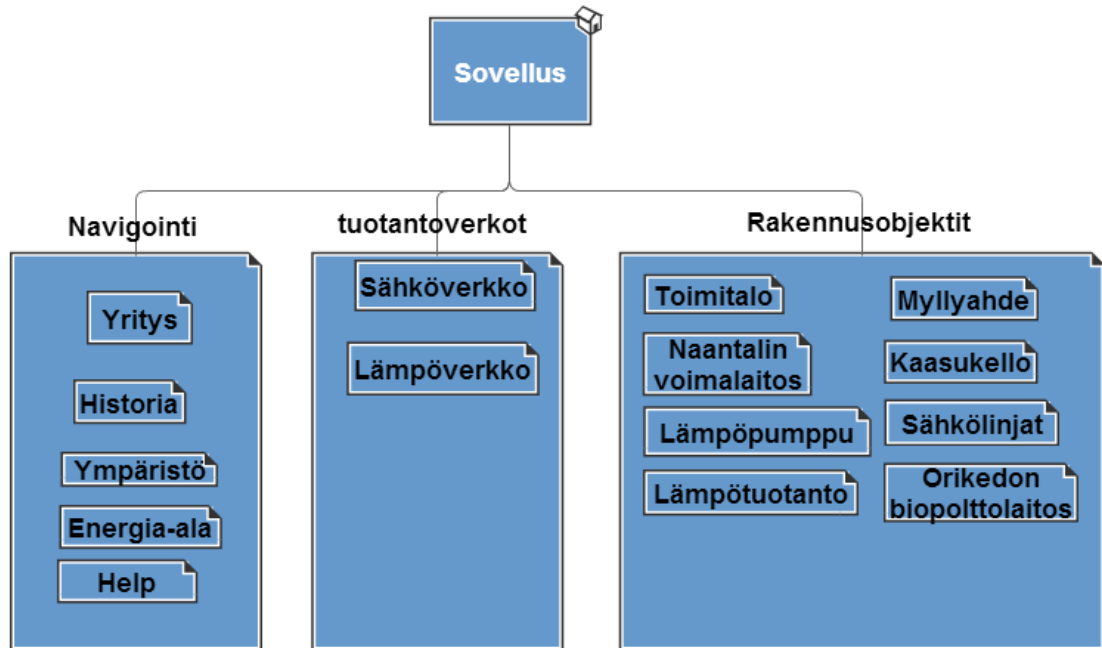 Sovellus
Navigointi
Yritys
Historia
Ympäristö
Energia-ala
Help
tuotantoverkot
Sähköverkko
Lämpöverkko
Rakennusobjektit
Toimitalo
Naantalin
voimalaitos
Lämpöpumppu
Lämpötuotanto
Myllyahde
Kaasukello
Sähkölinjat
Orikedon
biopolttolaitos